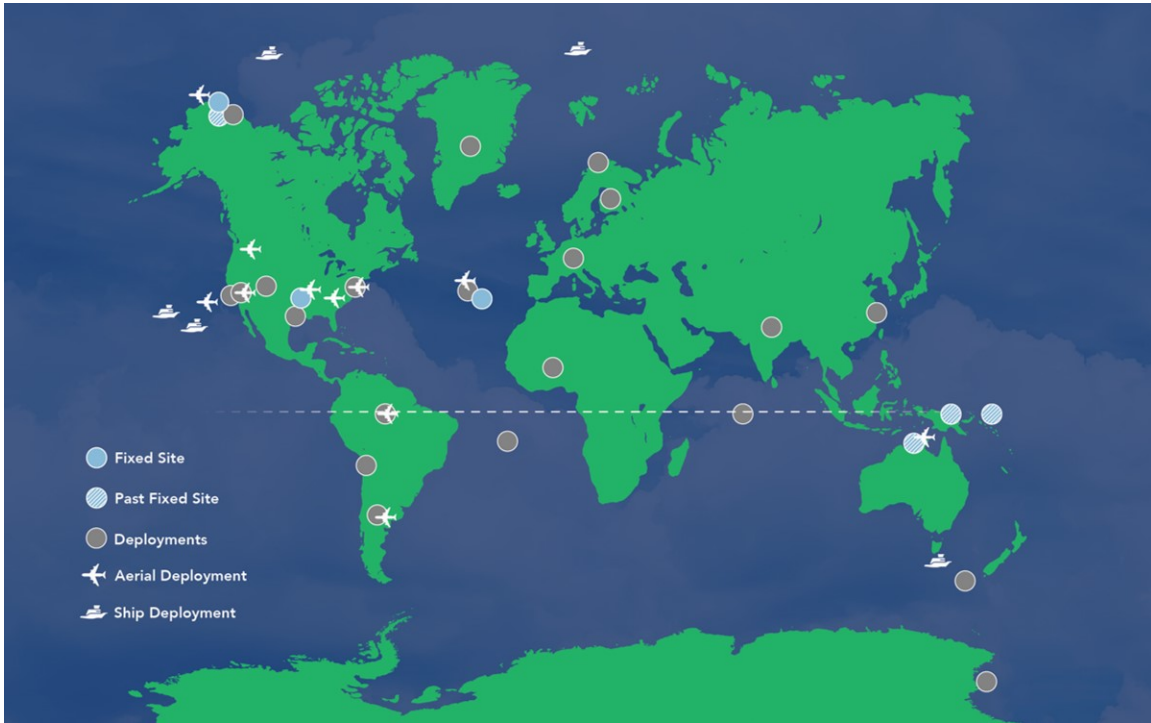 Fixed Site
Past Fixed Site
Deployments
Aerial Deployment
Ship Deployment